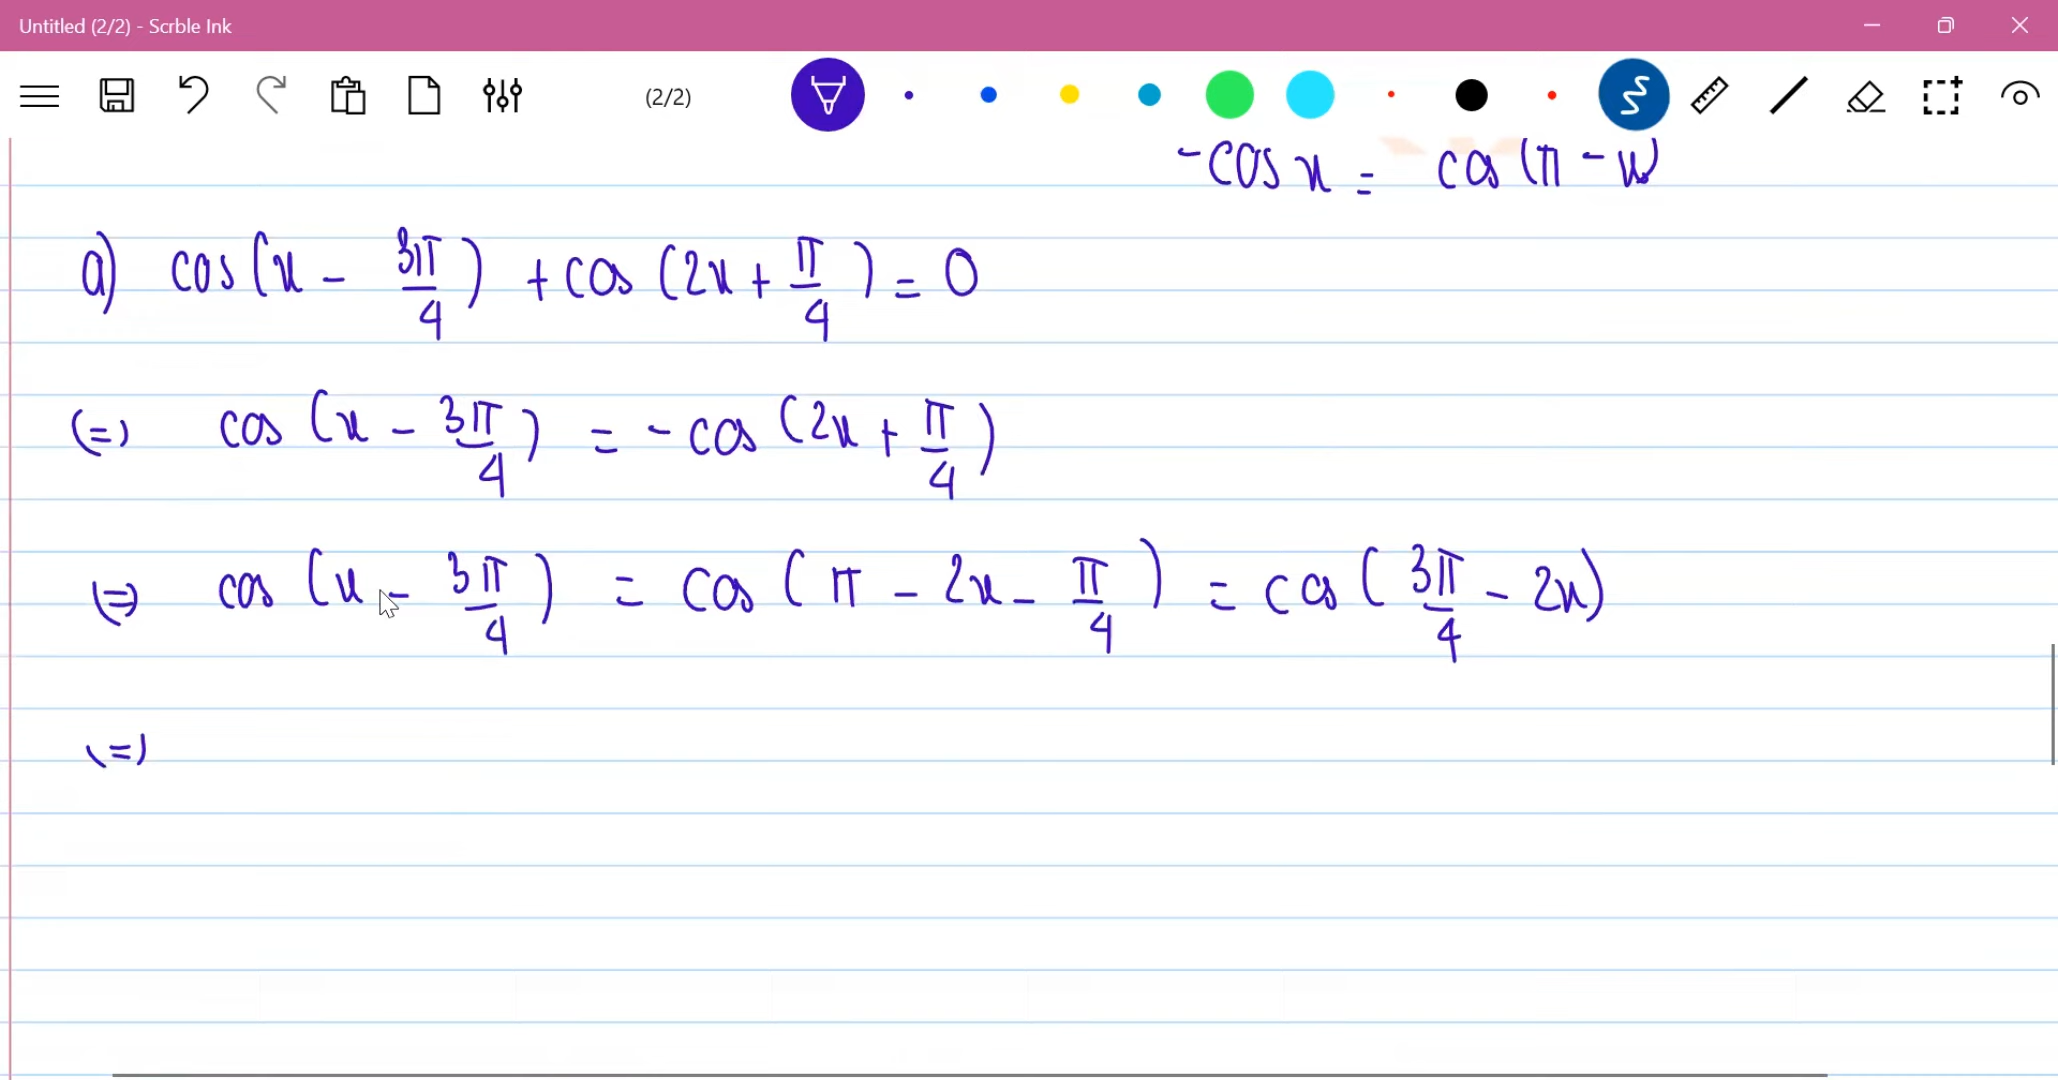 Untitled (2/2) - Scrble Ink
(2/2)
-cos x = cos(π - x)
a) cos(x - 3π/4) + cos(2x + π/4) = 0
(=) cos(x - 3π/4) = -cos(2x + π/4)
(=) cos(x - 3π/4) = cos(π - 2x - π/4) = cos(3π/4 - 2x)
(=)